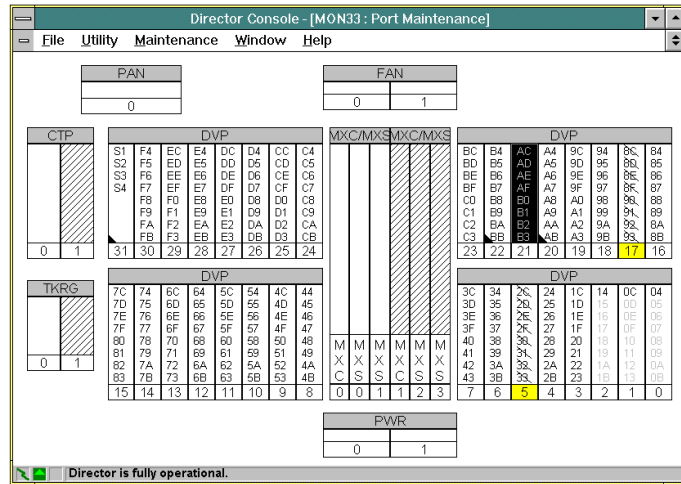 Director Console - [MON33 : Port Maintenance]
File Utility Maintenance Window Help
PAN FAN
0 0 1
CTP DVP MXC/MXS MXC/MXS DVP
S1 F4 EC E4 DC D4 CC C4 BC B4 AC A4 9C 94 8C 84
S2 F5 ED E5 DD D5 CD C5 BD B5 AD A5 9D 95 8D 85
S3 F6 EE E6 DE D6 CE C6 BE B6 AE A6 9E 96 8E 86
S4 F7 EF E7 DF D7 CF C7 BF B7 AF A7 9F 97 8F 87
F8 F0 E8 E0 D8 D0 C8 C0 B8 B0 A8 A0 98 90 88
F9 F1 E9 E1 D9 D1 C9 C1 B9 B1 A9 A1 99 91 89
FA F2 EA E2 DA D2 CA C2 BA B2 AA A2 9A 92 8A
FB F3 EB E3 DB D3 CB C3 BB B3 AB A3 9B 93 8B
0 1 31 30 29 28 27 26 25 24 23 22 21 20 19 18 17 16
TKRG DVP DVP
7C 74 6C 64 5C 54 4C 44 3C 34 2C 24 1C 14 0C 04
7D 75 6D 65 5D 55 4D 45 3D 35 2D 25 1D 15 0D 05
7E 76 6E 66 5E 56 4E 46 3E 36 2E 26 1E 16 0E 06
7F 77 6F 67 5F 57 4F 47 3F 37 2F 27 1F 17 0F 07
80 78 70 68 60 58 50 48 M M M M M M 40 38 30 28 20 18 10 08
81 79 71 69 61 59 51 49 X X X X X X 41 39 31 29 21 19 11 09
82 7A 72 6A 62 5A 52 4A 42 3A 32 2A 22 1A 12 0A
83 7B 73 6B 63 5B 53 4B C S S C S S 43 3B 33 2B 23 1B 13 0B
0 1 15 14 13 12 11 10 9 8 0 0 1 1 2 3 7 6 5 4 3 2 1 0
PWR
0 1
Director is fully operational.